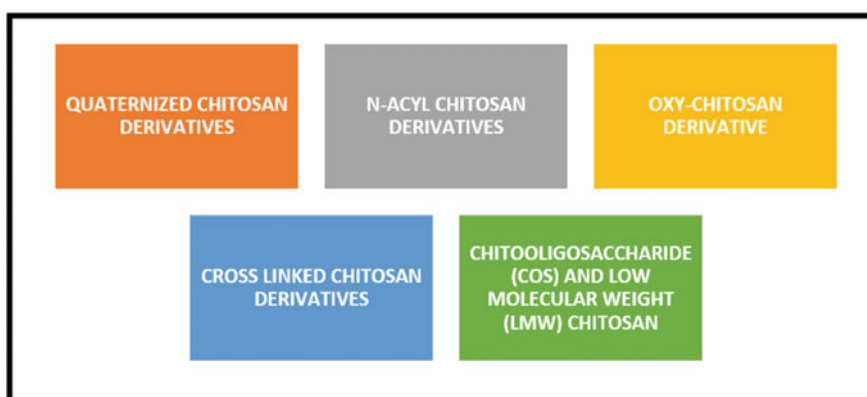 QUATERNIZED CHITOSAN
DERIVATIVES
N-ACYL CHITOSAN
DERIVATIVES
OXY-CHITOSAN
DERIVATIVE
CROSS LINKED CHITOSAN
DERIVATIVES
CHITOOLIGOSACCHARIDE
(COS) AND LOW
MOLECULAR WEIGHT
(LMW) CHITOSAN